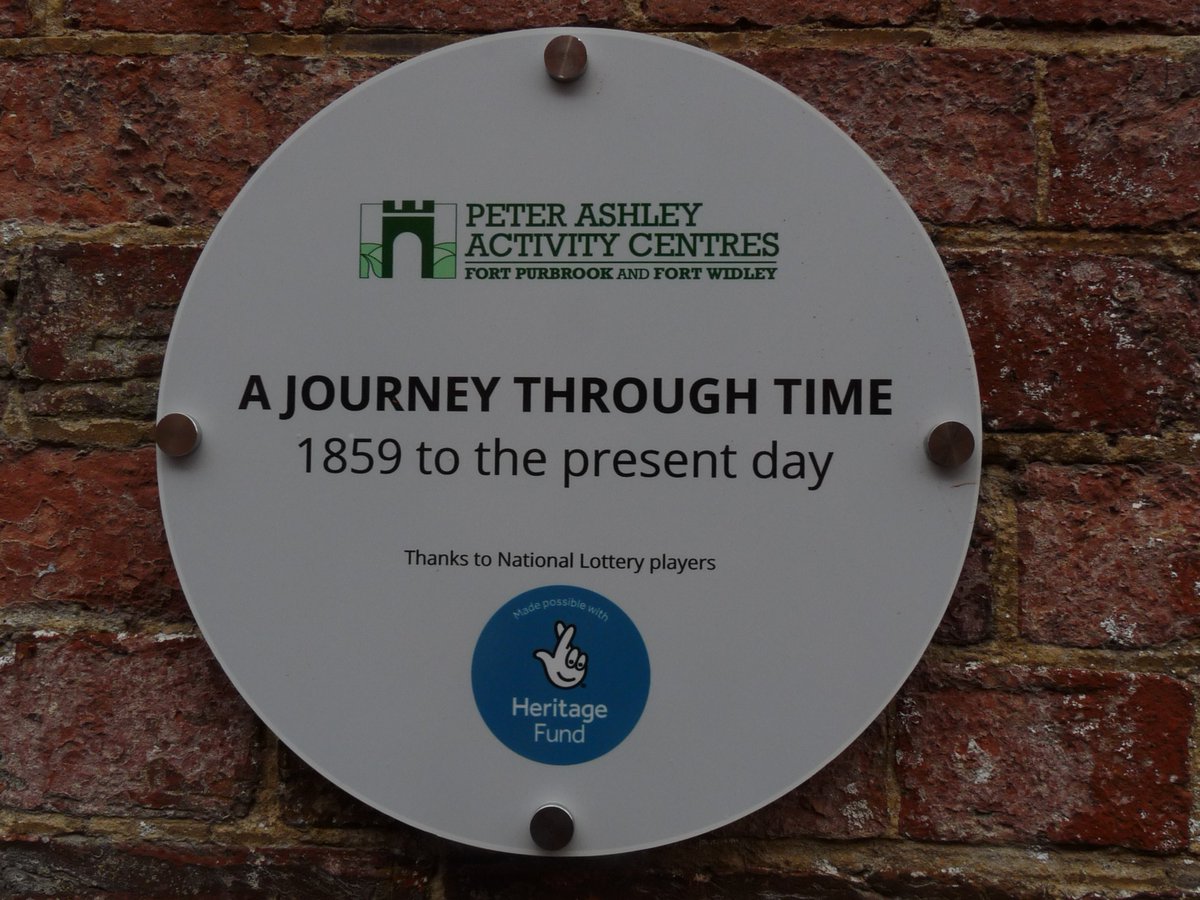 PETER ASHLEY
ACTIVITY CENTRES
FORT PURBROOK AND FORT WIDLEY
A JOURNEY THROUGH TIME
1859 to the present day
Thanks to National Lottery players
Made possible with
Heritage
Fund